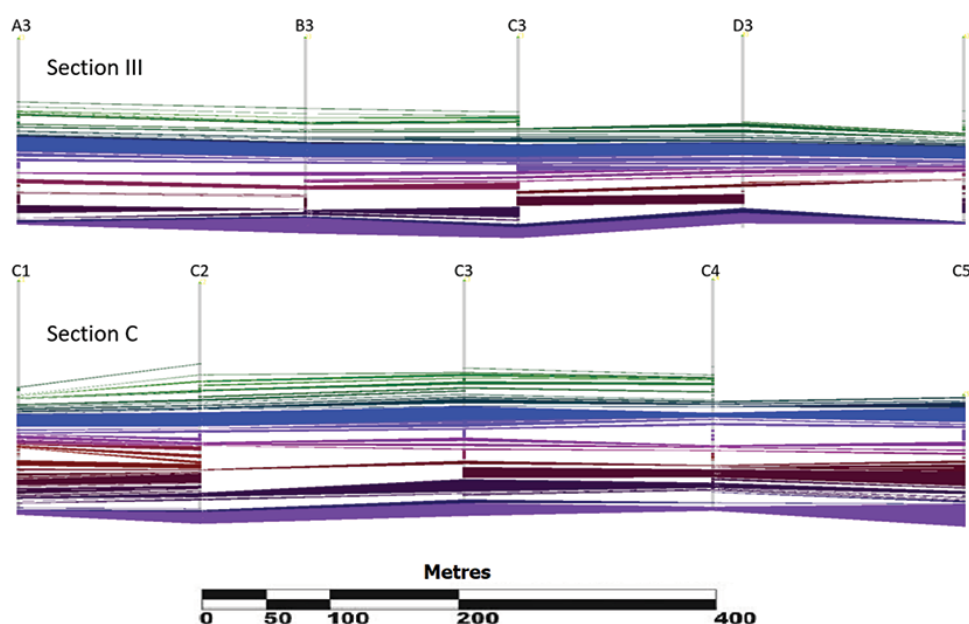 A3 B3 C3 D3
Section III
C1 C2 C3 C4 C5
Section C
Metres
0 50 100 200 400